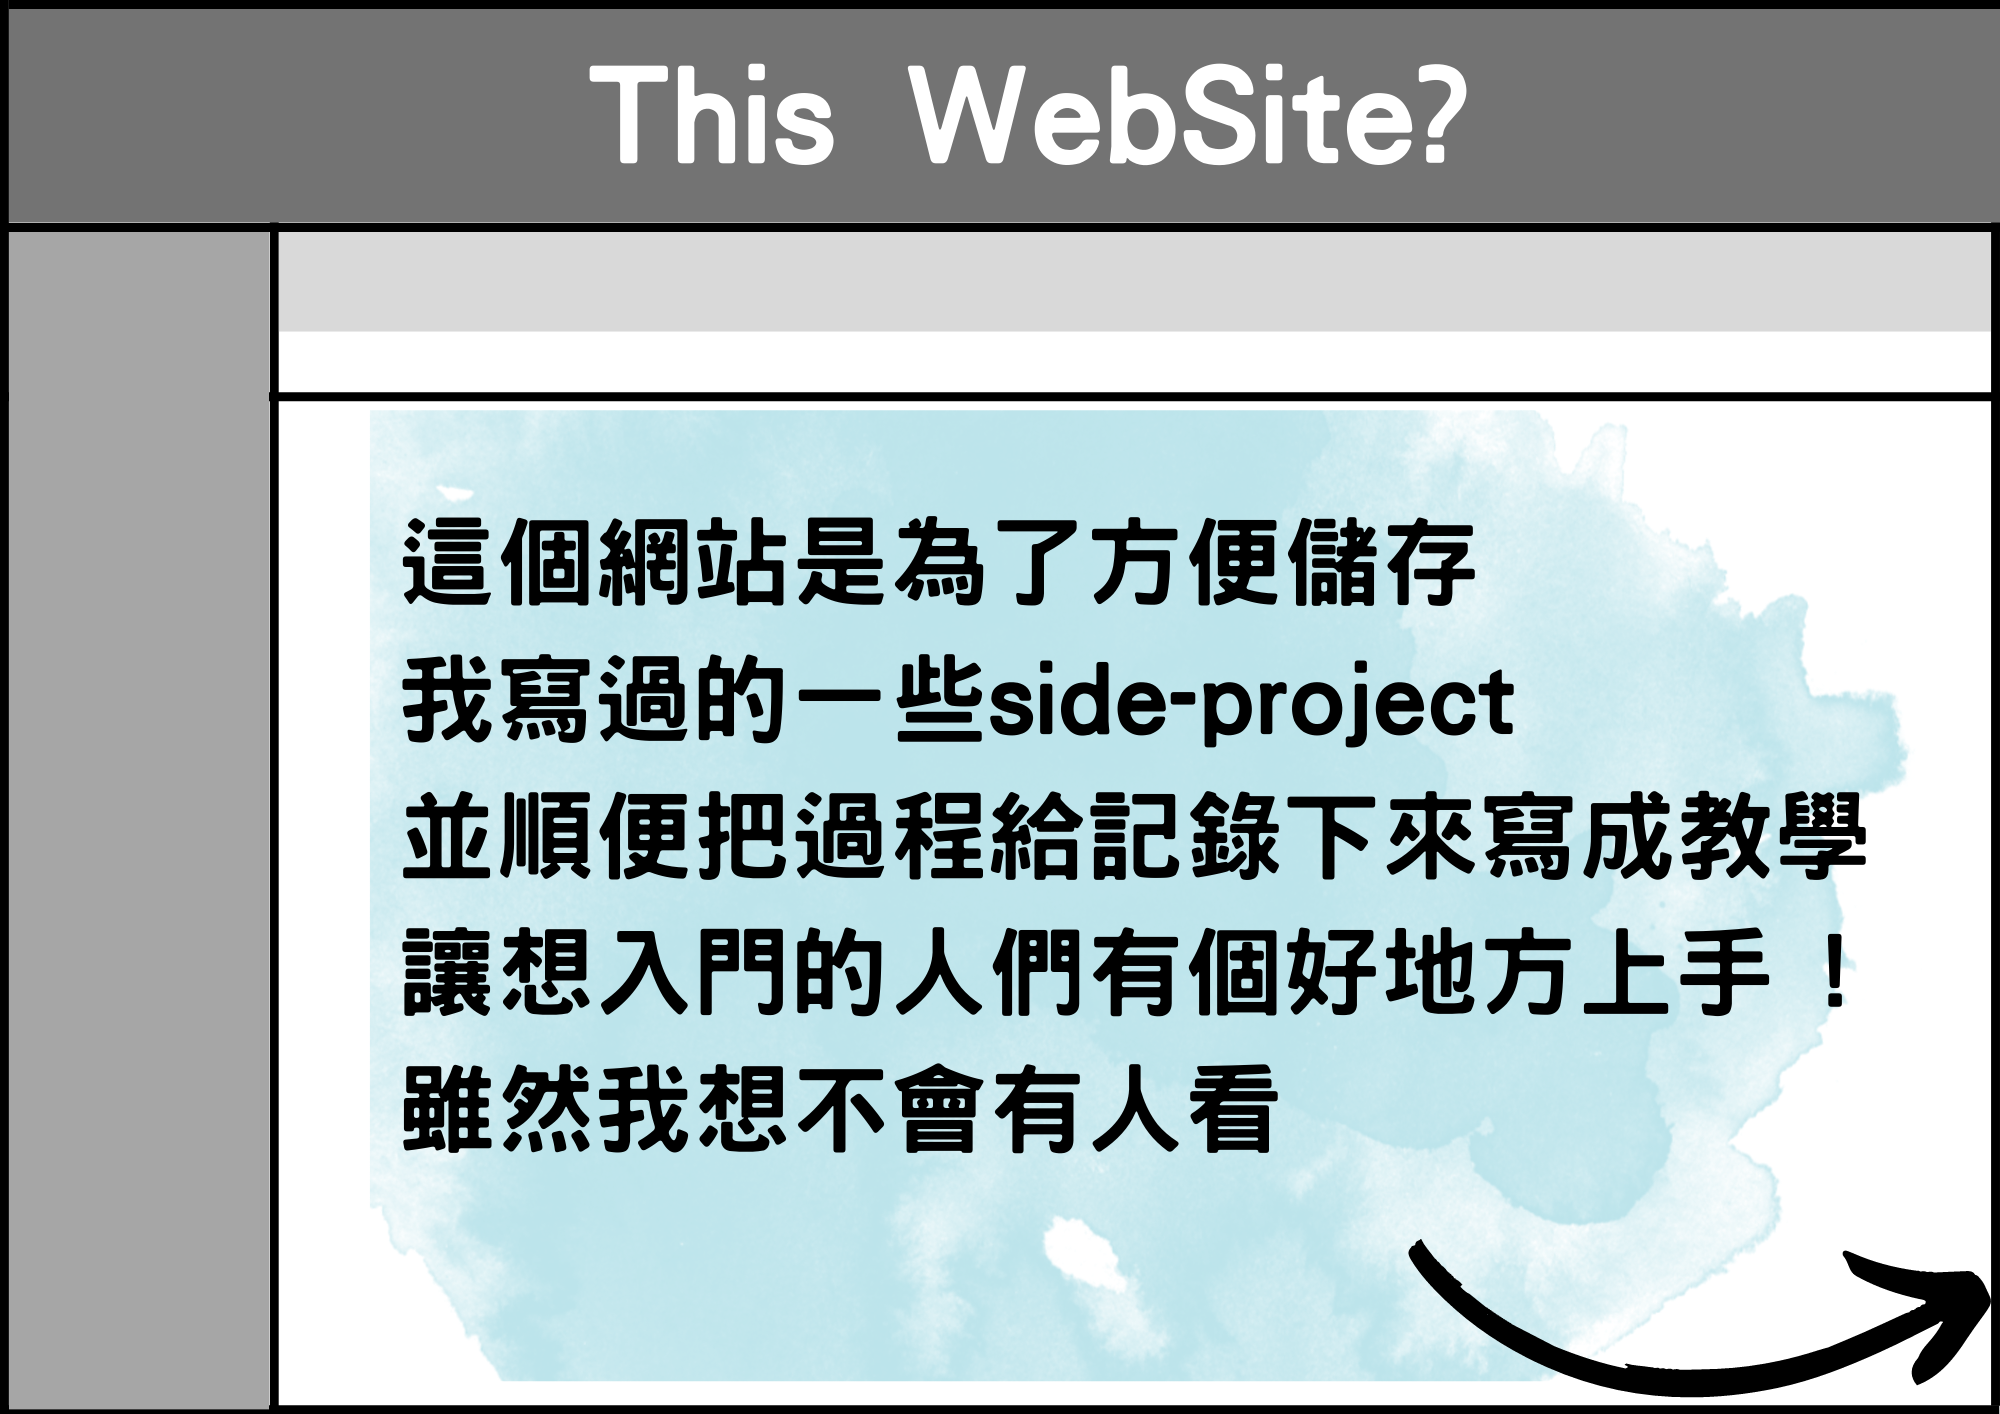 This WebSite?
這個網站是為了方便儲存
我寫過的一些side-project
並順便把過程給記錄下來寫成教學
讓想入門的人們有個好地方上手！
雖然我想不會有人看